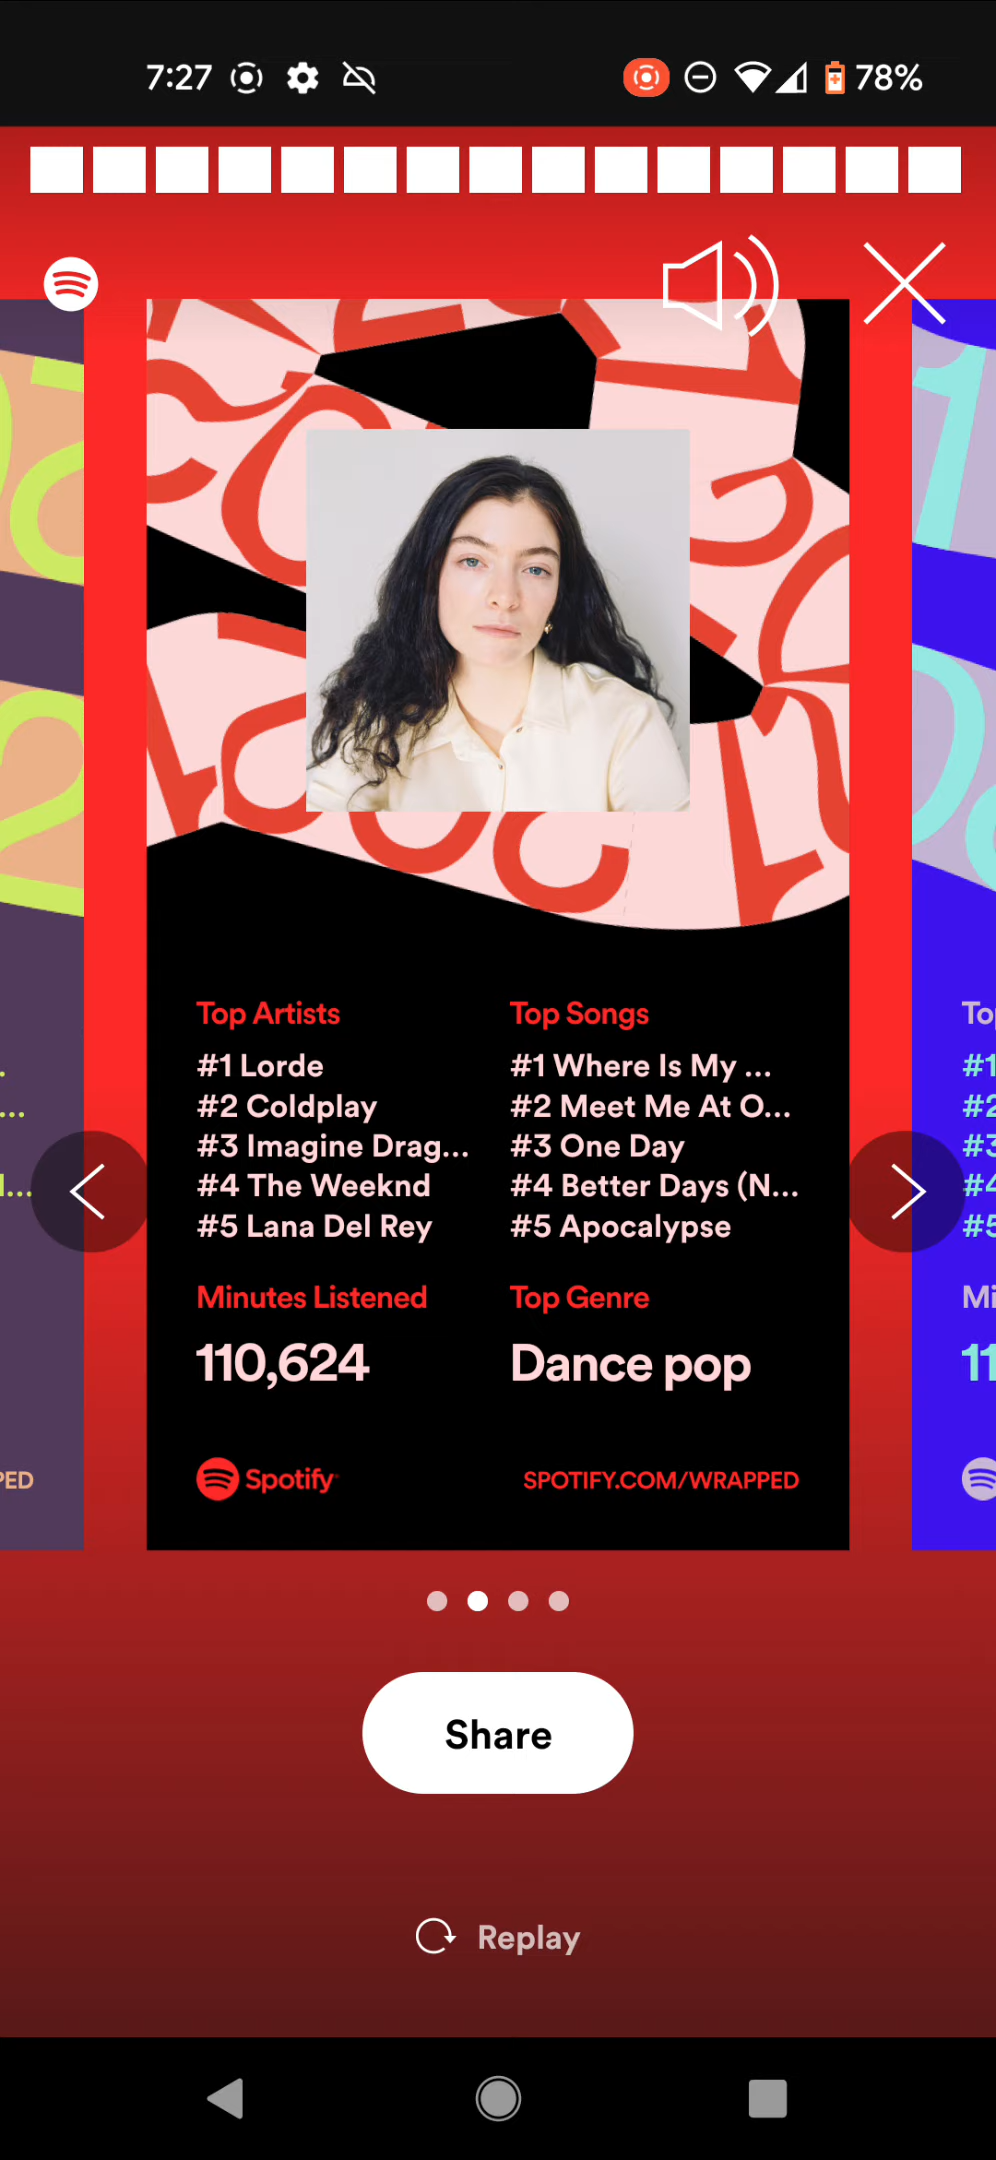 7:27
78%
Top Artists
#1 Lorde
#2 Coldplay
#3 Imagine Drag...
#4 The Weeknd
#5 Lana Del Rey
Top Songs
#1 Where Is My ...
#2 Meet Me At O...
#3 One Day
#4 Better Days (N...
#5 Apocalypse
Minutes Listened
110,624
Top Genre
Dance pop
Spotify
SPOTIFY.COM/WRAPPED
Share
Replay